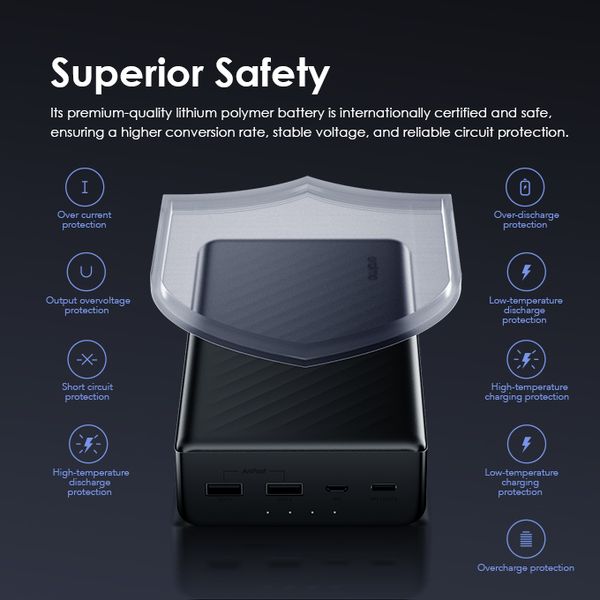 Superior Safety
Its premium-quality lithium polymer battery is internationally certified and safe,
ensuring a higher conversion rate, stable voltage, and reliable circuit protection.
Over current
protection
Output overvoltage
protection
Short circuit
protection
High-temperature
discharge
protection
Over-discharge
protection
Low-temperature
discharge
protection
High-temperature
charging protection
Low-temperature
charging
protection
Overcharge protection
oraimo
AniFast